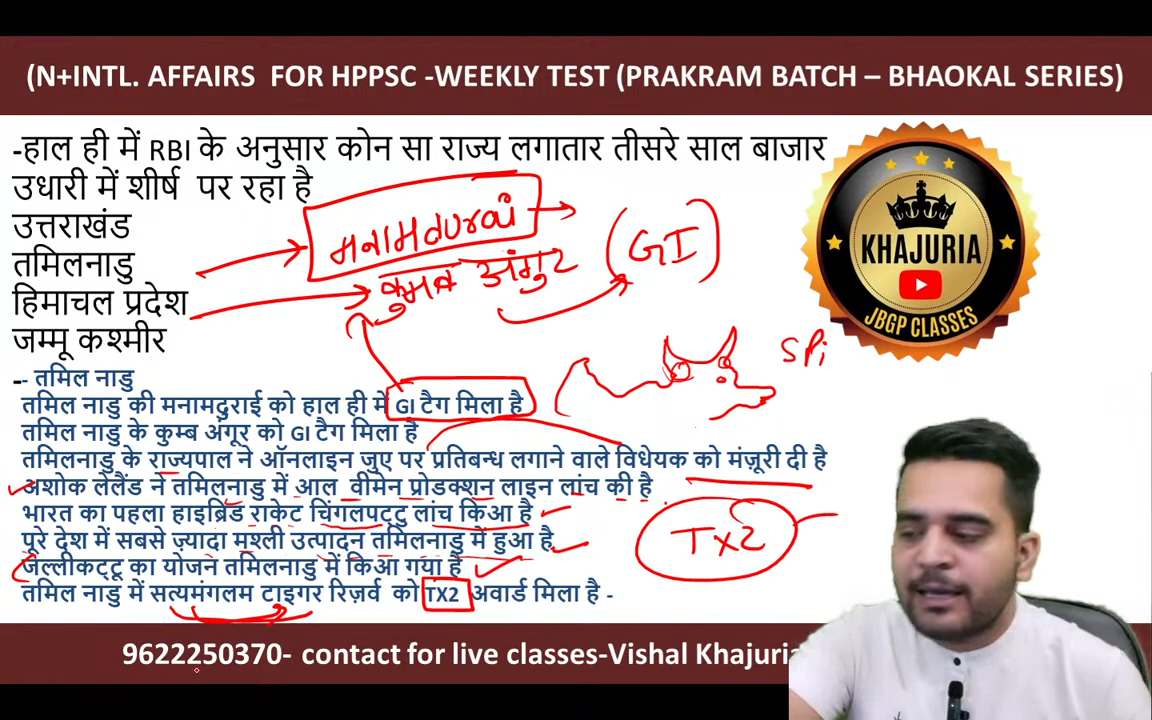 (N+INTL. AFFAIRS FOR HPPSC -WEEKLY TEST (PRAKRAM BATCH – BHAOKAL SERIES)
-हाल ही में RBI के अनुसार कोन सा राज्य लगातार तीसरे साल बाजार
उधारी में शीर्ष पर रहा है
उत्तराखंड
तमिलनाडु
हिमाचल प्रदेश
जम्मू कश्मीर
मनामdurai
कुमब अंगुर
(GI)
SPi
KHAJURIA
JBGP CLASSES
-- तमिल नाडु
तमिल नाडु की मनामदुराई को हाल ही में GI टैग मिला है
तमिल नाडु के कुम्ब अंगूर को GI टैग मिला है
तमिलनाडु के राज्यपाल ने ऑनलाइन जुए पर प्रतिबन्ध लगाने वाले विधेयक को मंज़ूरी दी है
अशोक लेलैंड ने तमिलनाडु में आल वीमेन प्रोडक्शन लाइन लांच की है
भारत का पहला हाइब्रिड राकेट चिंगलपट्टु लांच किआ है
पूरे देश में सबसे ज़्यादा मश्ली उत्पादन तमिलनाडु में हुआ है
जल्लीकट्टू का योजन तमिलनाडु में किआ गया है
तमिल नाडु में सत्यमंगलम टाइगर रिज़र्व को TX2 अवार्ड मिला है -
TX2
9622250370- contact for live classes-Vishal Khajuria